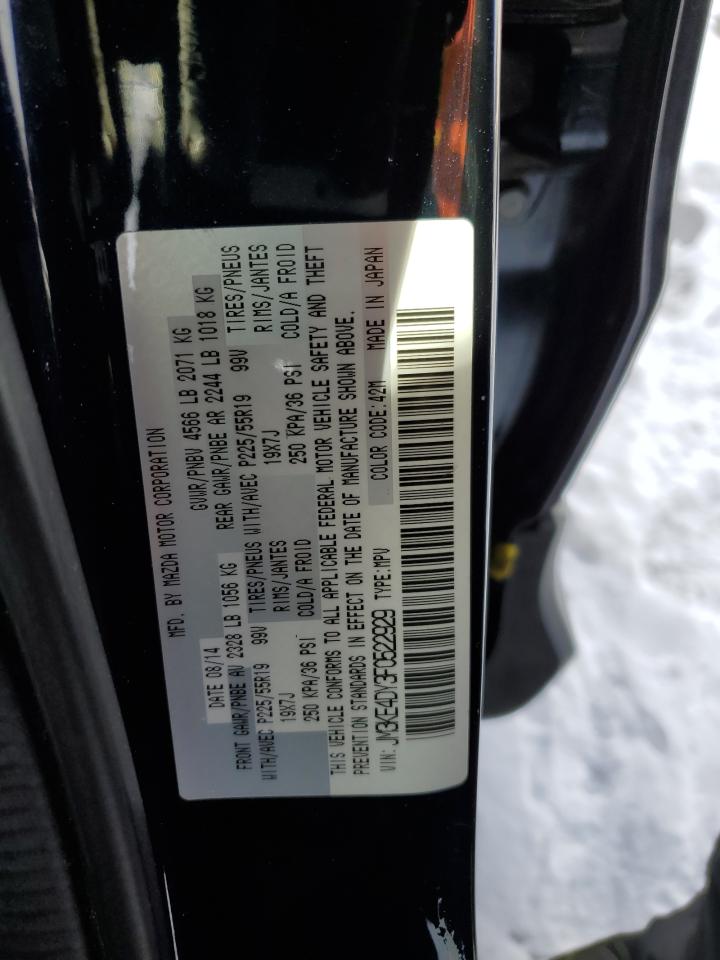 MFD. BY MAZDA MOTOR CORPORATION
DATE 08/14 GVWR/PNBV 4566 LB 2071 KG
FRONT GAWR/PNBE AV 2328 LB 1056 KG REAR GAWR/PNBE AR 2244 LB 1018 KG
WITH/AVEC P225/55R19 99V TIRES/PNEUS WITH/AVEC P225/55R19 99V TIRES/PNEUS
19X7J RIMS/JANTES 19X7J RIMS/JANTES
250 KPA/36 PSI COLD/A FROID 250 KPA/36 PSI COLD/A FROID
THIS VEHICLE CONFORMS TO ALL APPLICABLE FEDERAL MOTOR VEHICLE SAFETY AND THEFT
PREVENTION STANDARDS IN EFFECT ON THE DATE OF MANUFACTURE SHOWN ABOVE.
VIN:JM3KE4DY3F0522929 TYPE:MPV COLOR CODE:42M MADE IN JAPAN